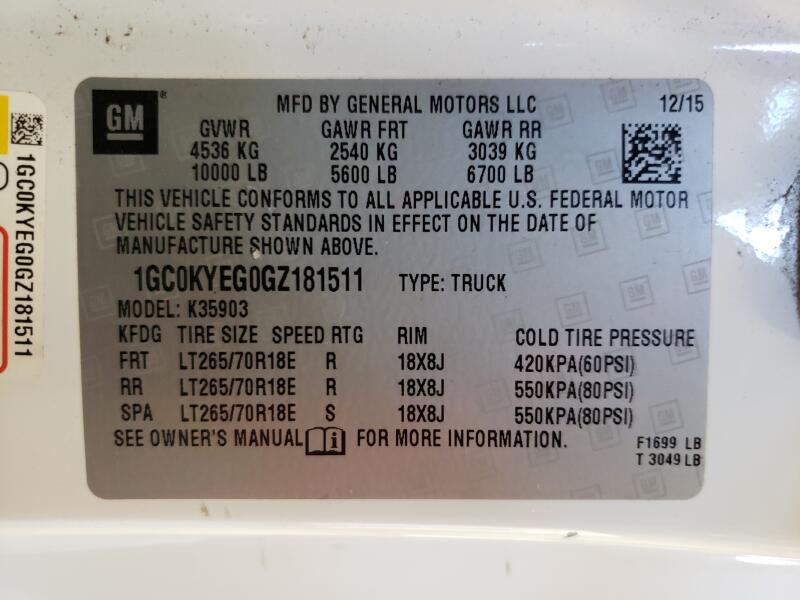 GM
MFD BY GENERAL MOTORS LLC 12/15
GVWR GAWR FRT GAWR RR
4536 KG 2540 KG 3039 KG
10000 LB 5600 LB 6700 LB
THIS VEHICLE CONFORMS TO ALL APPLICABLE U.S. FEDERAL MOTOR
VEHICLE SAFETY STANDARDS IN EFFECT ON THE DATE OF
MANUFACTURE SHOWN ABOVE.
1GC0KYEG0GZ181511 TYPE: TRUCK
MODEL: K35903
KFDG TIRE SIZE SPEED RTG RIM COLD TIRE PRESSURE
FRT LT265/70R18E R 18X8J 420KPA(60PSI)
RR LT265/70R18E R 18X8J 550KPA(80PSI)
SPA LT265/70R18E S 18X8J 550KPA(80PSI)
SEE OWNER'S MANUAL i FOR MORE INFORMATION.
F1699 LB
T 3049 LB
1GC0KYEG0GZ181511